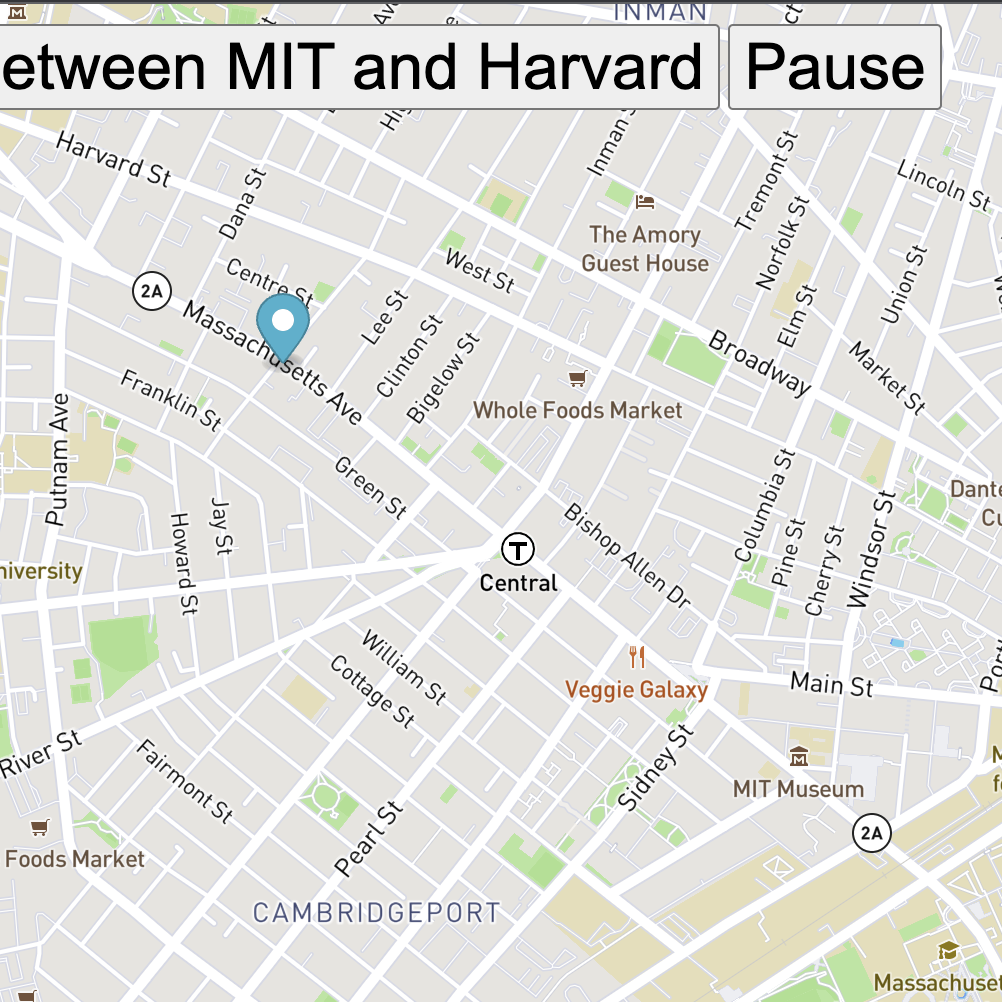 INMAN
etween MIT and Harvard
Pause
Harvard St
Dana St
Inman S
Tremont St
Lincoln St
Norfolk St
The Amory
Guest House
West St
Centre St
Union St
2A
Massachusetts Ave
Lee St
Clinton St
Bigelow St
Elm St
Broadway
Market St
Franklin St
Whole Foods Market
Putnam Ave
Green St
Jay St
Howard St
Columbia St
Pine St
Cherry St
Windsor St
Dante
Cu
Bishop Allen Dr
niversity
T
Central
William St
Cottage St
Veggie Galaxy
Main St
Port
River St
Fairmont St
Sidney St
MIT Museum
M
fo
2A
Foods Market
Pearl St
CAMBRIDGEPORT
Massachuset